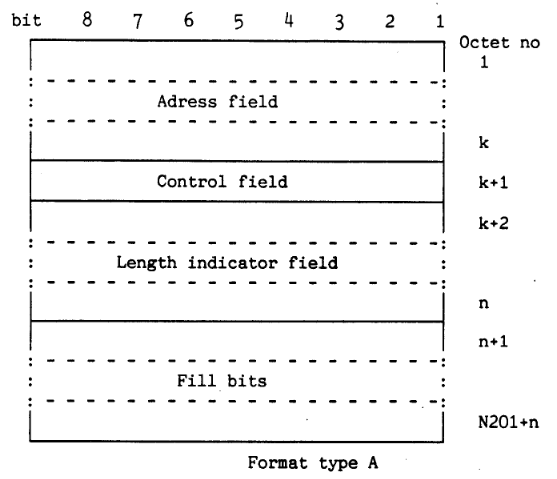 bit 8 7 6 5 4 3 2 1
Octet no
1
Adress field
k
Control field k+1
k+2
Length indicator field
n
n+1
Fill bits
N201+n
Format type A